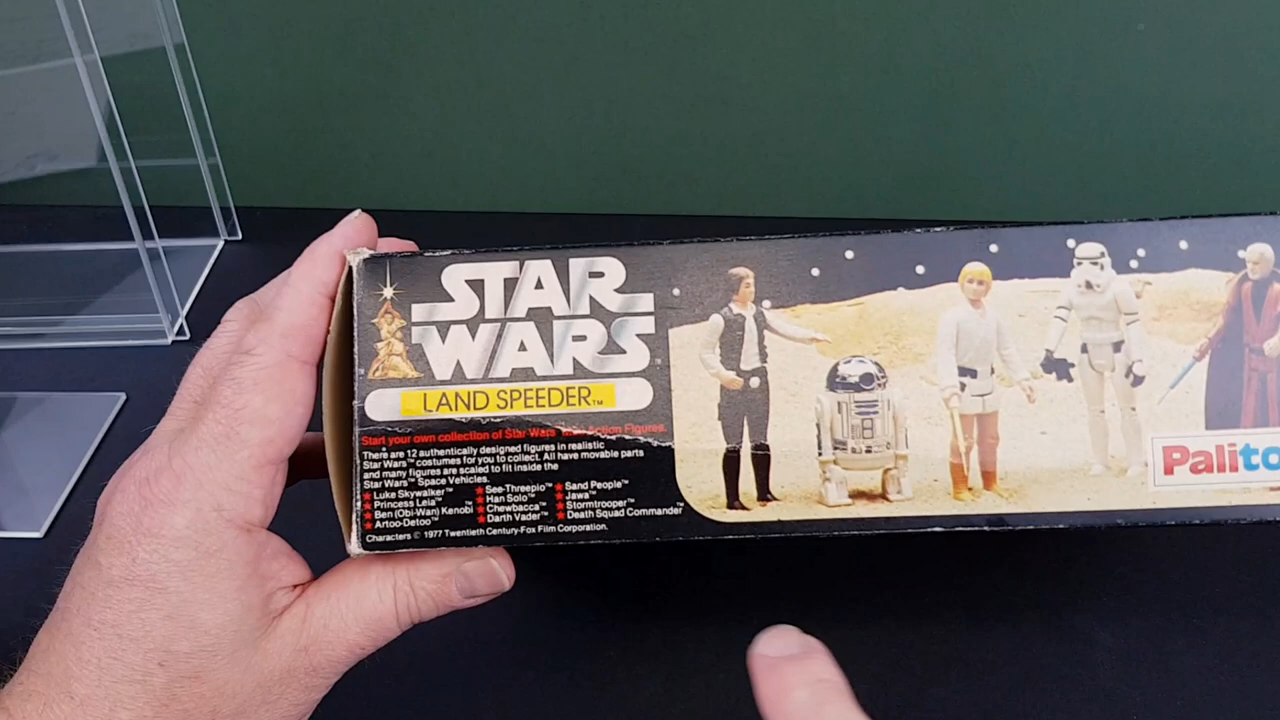 STAR
WARS
LAND SPEEDER™
Start your own collection of Star Wars Action Figures.
There are 12 authentically designed figures in realistic
Star Wars™ costumes for you to collect. All have movable parts
and many figures are scaled to fit inside the
Star Wars™ Space Vehicles.
★ Luke Skywalker™
★ Princess Leia™
★ Ben (Obi-Wan) Kenobi™
★ Artoo-Detoo™
★ See-Threepio™
★ Han Solo™
★ Chewbacca™
★ Darth Vader™
★ Sand People™
★ Jawa™
★ Stormtrooper™
★ Death Squad Commander™
Characters © 1977 Twentieth Century-Fox Film Corporation.
Palito